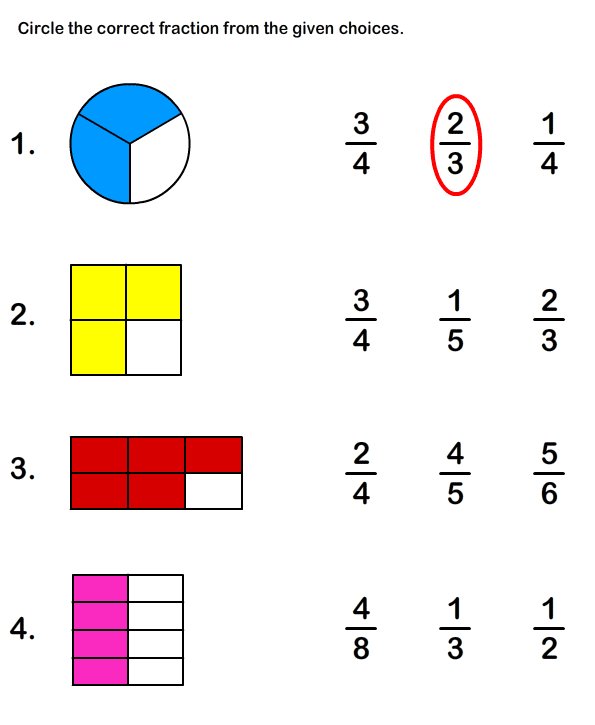 Circle the correct fraction from the given choices.
1. 3/4 2/3 1/4
2. 3/4 1/5 2/3
3. 2/4 4/5 5/6
4. 4/8 1/3 1/2